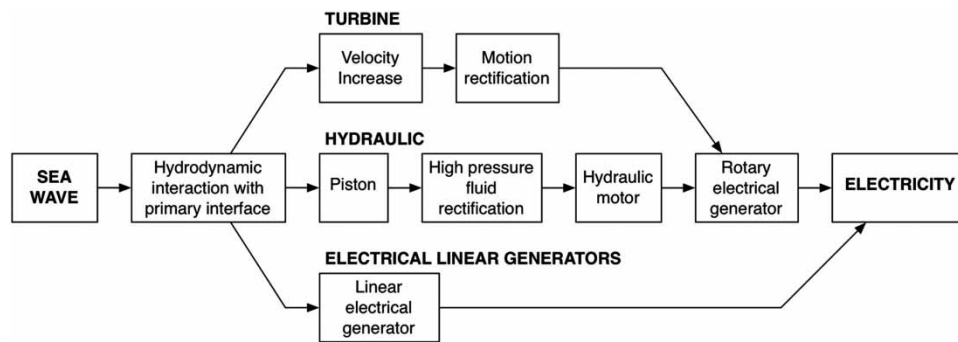 TURBINE
Velocity
Increase
Motion
rectification
HYDRAULIC
SEA
WAVE
Hydrodynamic
interaction with
primary interface
Piston
High pressure
fluid
rectification
Hydraulic
motor
Rotary
electrical
generator
ELECTRICITY
ELECTRICAL LINEAR GENERATORS
Linear
electrical
generator